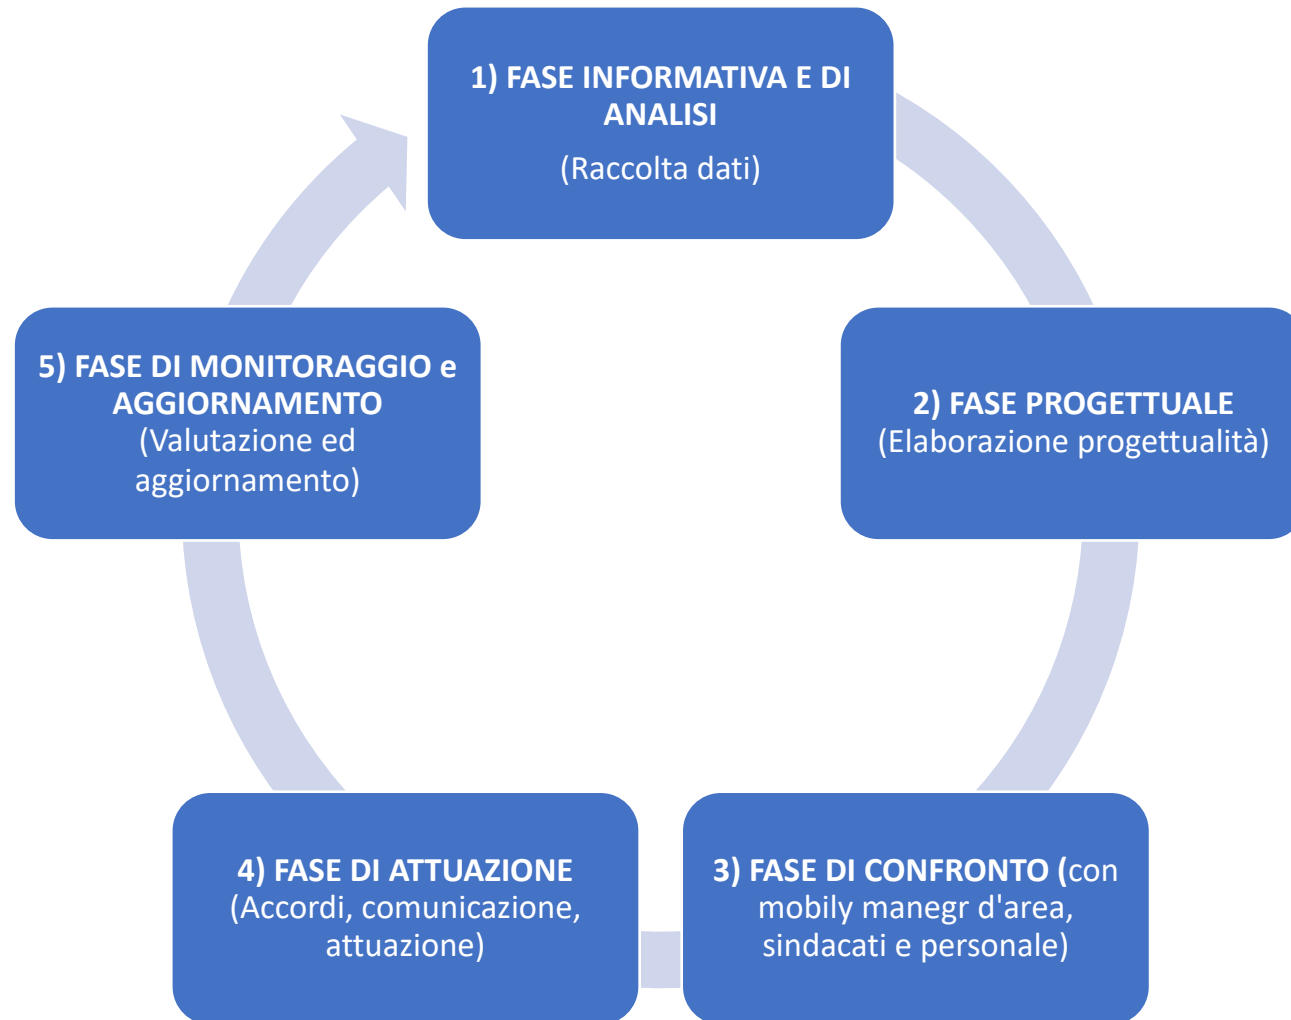 1) FASE INFORMATIVA E DI
ANALISI
(Raccolta dati)
2) FASE PROGETTUALE
(Elaborazione progettualità)
3) FASE DI CONFRONTO (con
mobily manegr d'area,
sindacati e personale)
4) FASE DI ATTUAZIONE
(Accordi, comunicazione,
attuazione)
5) FASE DI MONITORAGGIO e
AGGIORNAMENTO
(Valutazione ed
aggiornamento)